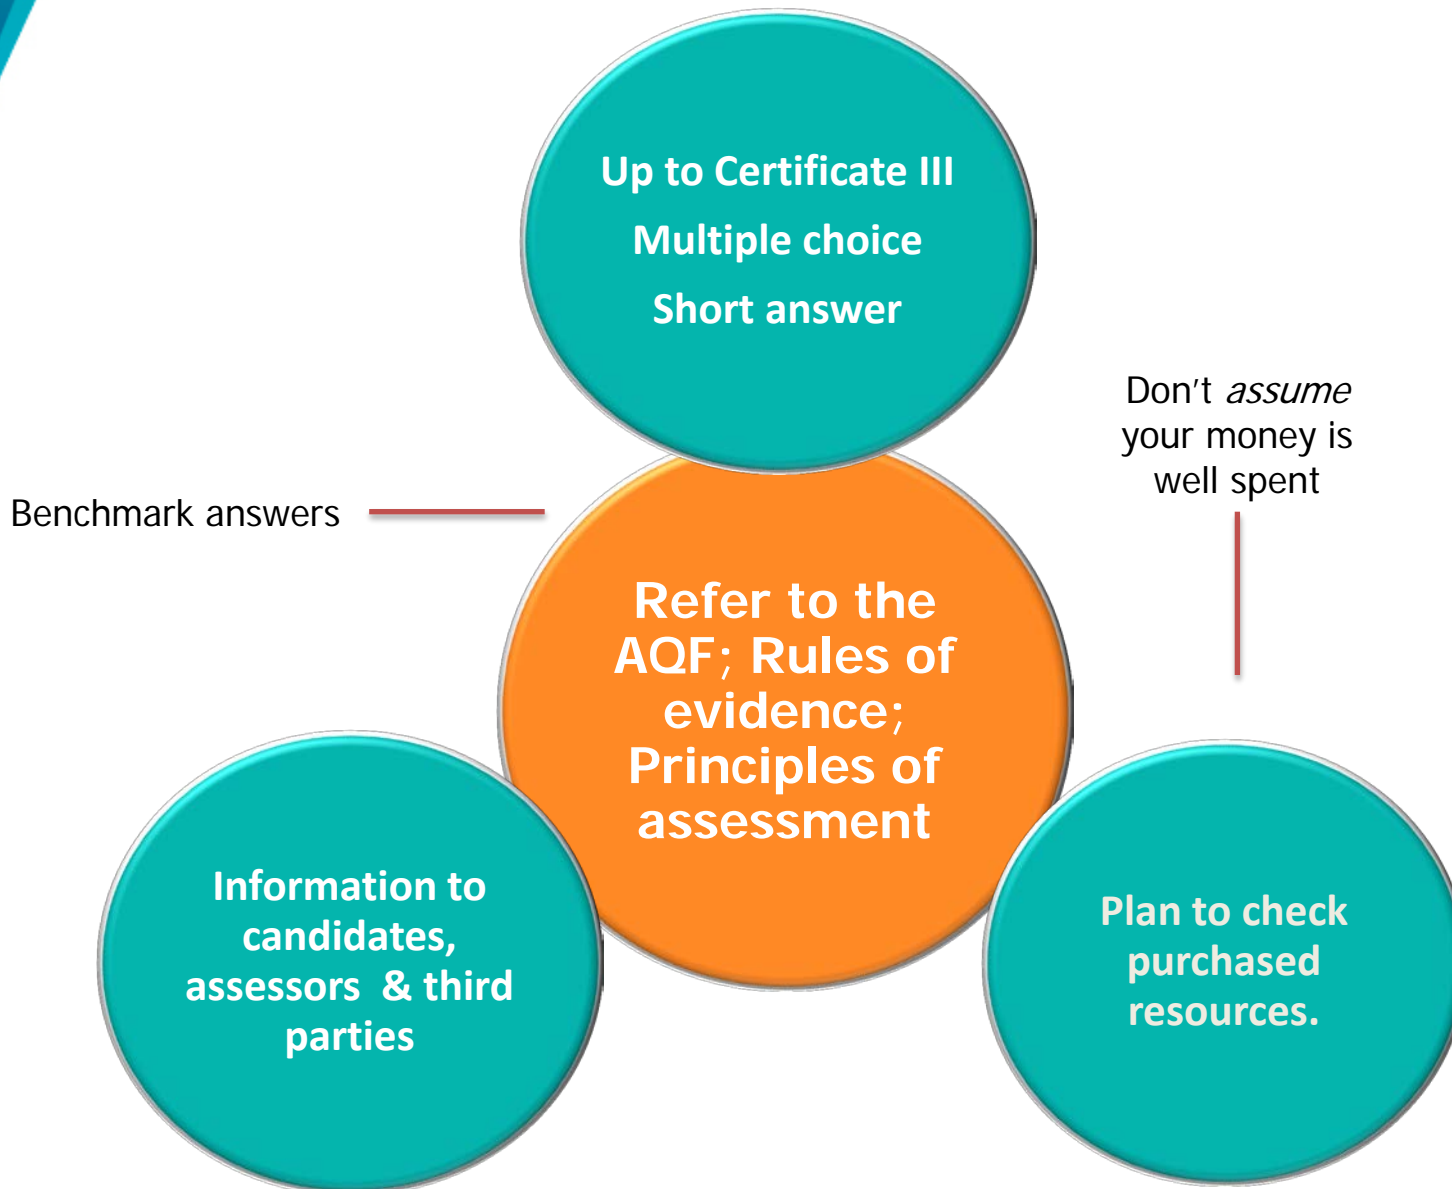 Up to Certificate III
Multiple choice
Short answer
Don't assume
your money is
well spent
Benchmark answers
Refer to the
AQF; Rules of
evidence;
Principles of
assessment
Information to
candidates,
assessors & third
parties
Plan to check
purchased
resources.